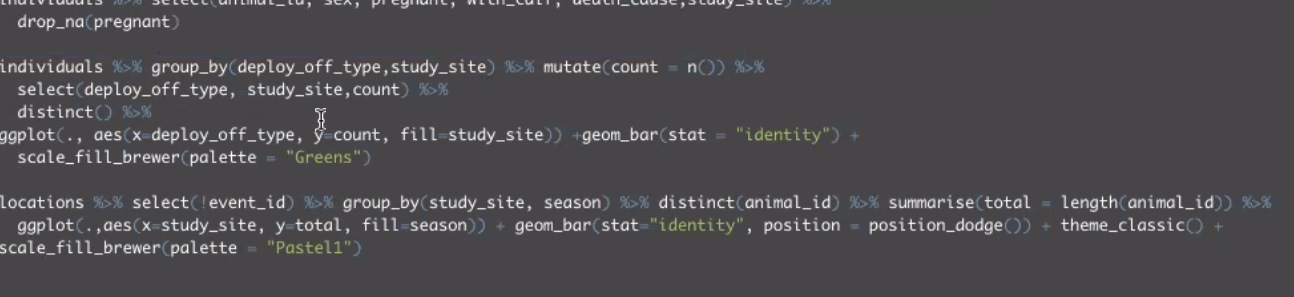 individuals %>% select(animal_id, sex, pregnant, with_calf, death_cause,study_site) %>%
drop_na(pregnant)
individuals %>% group_by(deploy_off_type,study_site) %>% mutate(count = n()) %>%
select(deploy_off_type, study_site,count) %>%
distinct() %>%
ggplot(., aes(x=deploy_off_type, y=count, fill=study_site)) +geom_bar(stat = "identity") +
scale_fill_brewer(palette = "Greens")
locations %>% select(!event_id) %>% group_by(study_site, season) %>% distinct(animal_id) %>% summarise(total = length(animal_id)) %>%
ggplot(.,aes(x=study_site, y=total, fill=season)) + geom_bar(stat="identity", position = position_dodge()) + theme_classic() +
scale_fill_brewer(palette = "Pastel1")